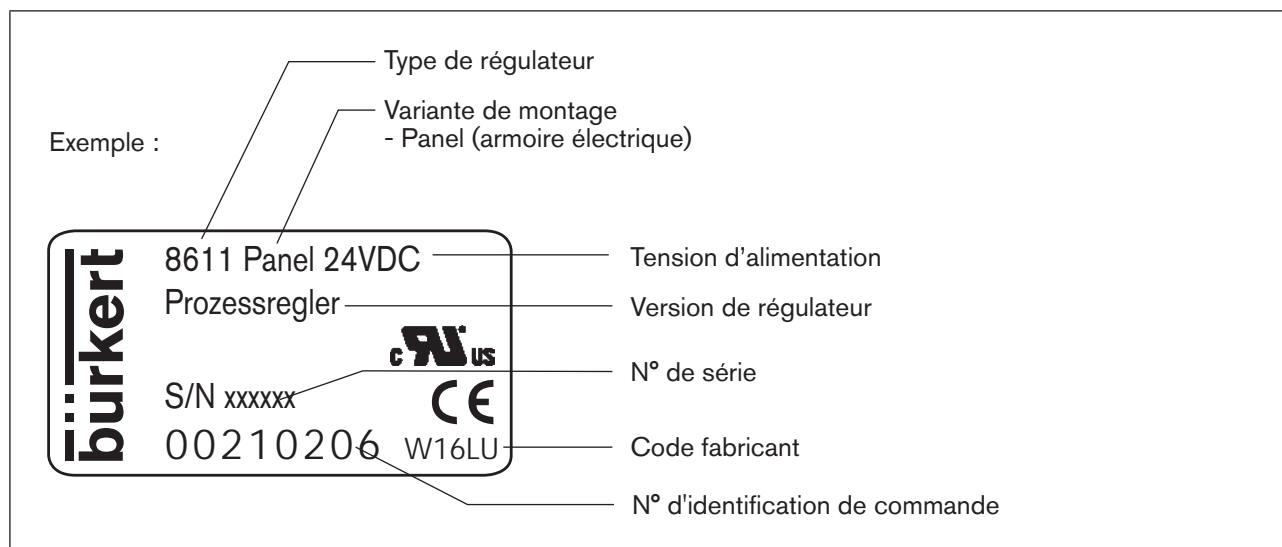 Type de régulateur
Variante de montage
- Panel (armoire électrique)
Exemple :
bürkert
8611 Panel 24VDC
Tension d’alimentation
Prozessregler
Version de régulateur
c RU us
N° de série
S/N xxxxxx
CE
00210206
W16LU
Code fabricant
N° d'identification de commande